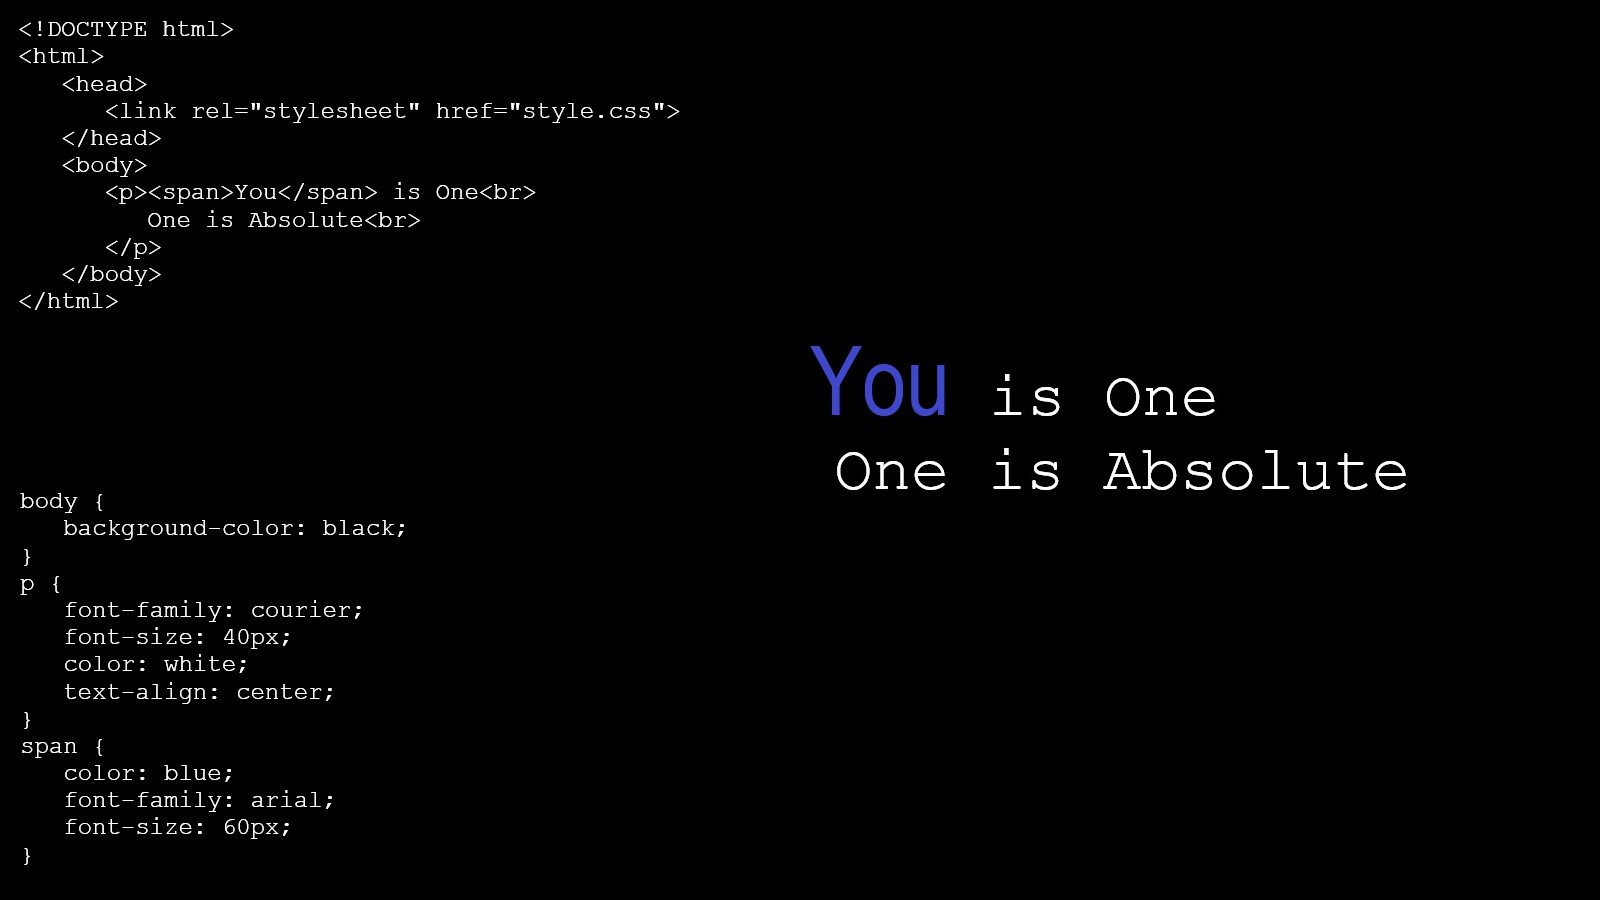 <!DOCTYPE html>
<html>
   <head>
      <link rel="stylesheet" href="style.css">
   </head>
   <body>
      <p><span>You</span> is One<br>
         One is Absolute<br>
      </p>
   </body>
</html>
You is One
One is Absolute
body {
   background-color: black;
}
p {
   font-family: courier;
   font-size: 40px;
   color: white;
   text-align: center;
}
span {
   color: blue;
   font-family: arial;
   font-size: 60px;
}